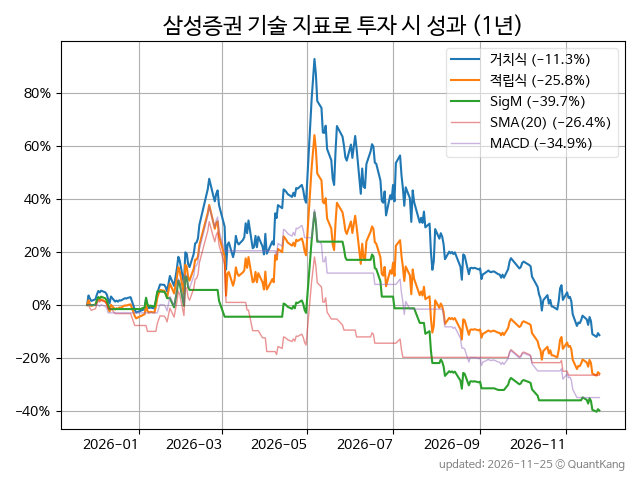 삼성증권 기술 지표로 투자 시 성과 (1년)
거치식 (−11.3%)
적립식 (−25.8%)
SigM (−39.7%)
SMA(20) (−26.4%)
MACD (−34.9%)
80%
60%
40%
20%
0%
−20%
−40%
2026-01 2026-03 2026-05 2026-07 2026-09 2026-11
updated: 2026-11-25 © QuantKang